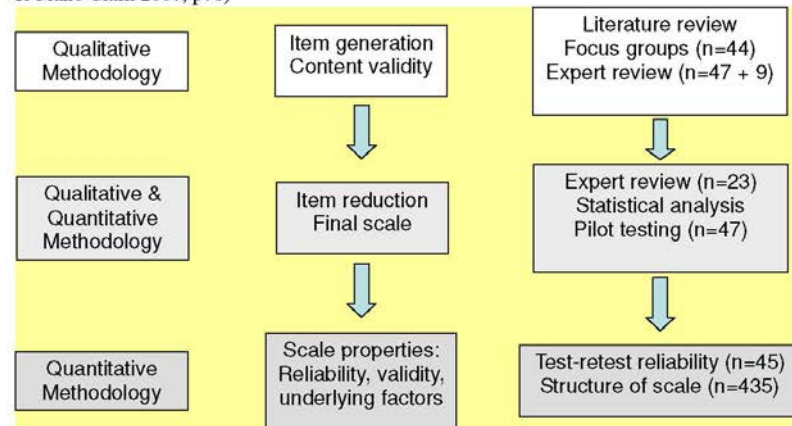 Qualitative
Methodology
Item generation
Content validity
Literature review
Focus groups (n=44)
Expert review (n=47 + 9)
Qualitative &
Quantitative
Methodology
Item reduction
Final scale
Expert review (n=23)
Statistical analysis
Pilot testing (n=47)
Quantitative
Methodology
Scale properties:
Reliability, validity,
underlying factors
Test-retest reliability (n=45)
Structure of scale (n=435)